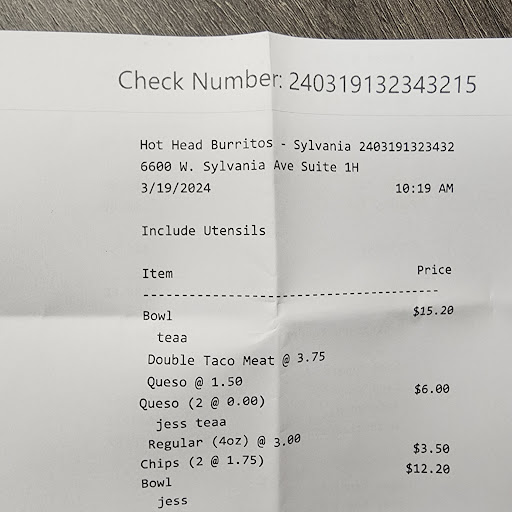 Check Number: 240319132343215
Hot Head Burritos - Sylvania 2403191323432
6600 W. Sylvania Ave Suite 1H
3/19/2024 10:19 AM
Include Utensils
Item Price
----------------------------------------
Bowl $15.20
teaa
Double Taco Meat @ 3.75
Queso @ 1.50
Queso (2 @ 0.00) $6.00
jess teaa
Regular (4oz) @ 3.00
Chips (2 @ 1.75) $3.50
Bowl $12.20
jess